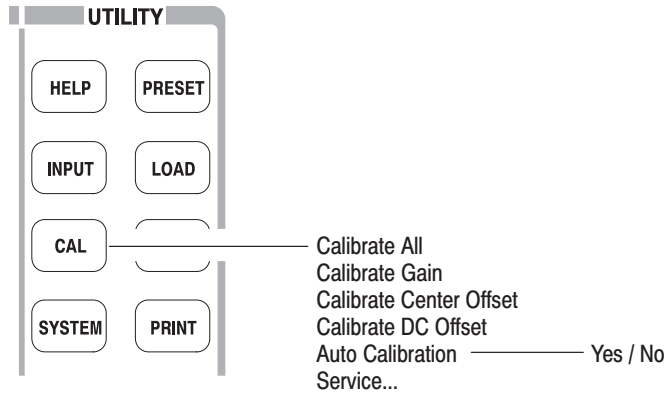 UTILITY
HELP PRESET
INPUT LOAD
CAL
SYSTEM PRINT
Calibrate All
Calibrate Gain
Calibrate Center Offset
Calibrate DC Offset
Auto Calibration Yes / No
Service...